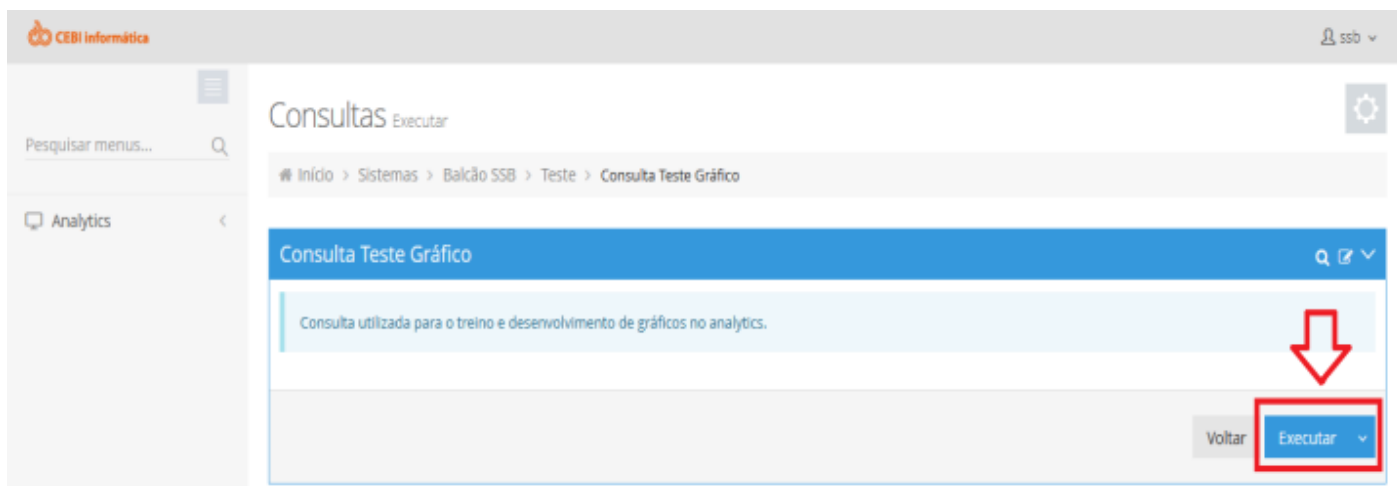 CEBI informática
ssb
Consultas Executar
Pesquisar menus...
Início > Sistemas > Balcão SSB > Teste > Consulta Teste Gráfico
Analytics
Consulta Teste Gráfico
Consulta utilizada para o treino e desenvolvimento de gráficos no analytics.
Voltar
Executar